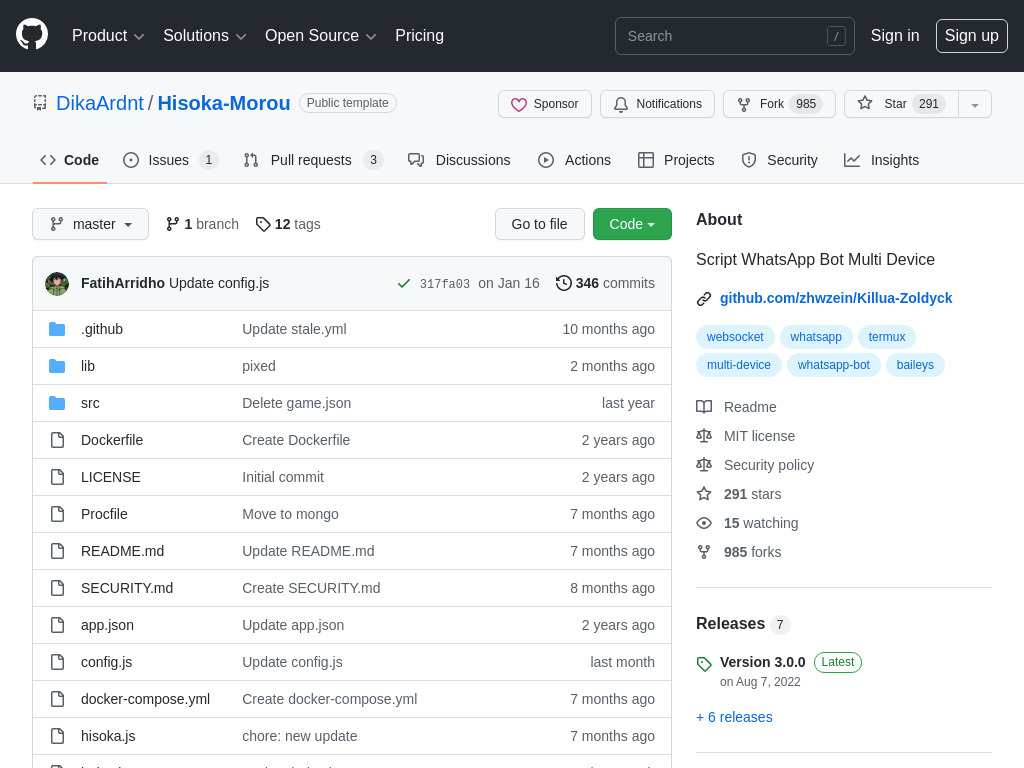 Product Solutions Open Source Pricing Search / Sign in Sign up
DikaArdnt / Hisoka-Morou Public template Sponsor Notifications Fork 985 Star 291
Code Issues 1 Pull requests 3 Discussions Actions Projects Security Insights
master 1 branch 12 tags Go to file Code
FatihArridho Update config.js 317fa03 on Jan 16 346 commits
.github Update stale.yml 10 months ago
lib pixed 2 months ago
src Delete game.json last year
Dockerfile Create Dockerfile 2 years ago
LICENSE Initial commit 2 years ago
Procfile Move to mongo 7 months ago
README.md Update README.md 7 months ago
SECURITY.md Create SECURITY.md 8 months ago
app.json Update app.json 2 years ago
config.js Update config.js last month
docker-compose.yml Create docker-compose.yml 7 months ago
hisoka.js chore: new update 7 months ago
About
Script WhatsApp Bot Multi Device
github.com/zhwzein/Killua-Zoldyck
websocket whatsapp termux
multi-device whatsapp-bot baileys
Readme
MIT license
Security policy
291 stars
15 watching
985 forks
Releases 7
Version 3.0.0 Latest
on Aug 7, 2022
+ 6 releases